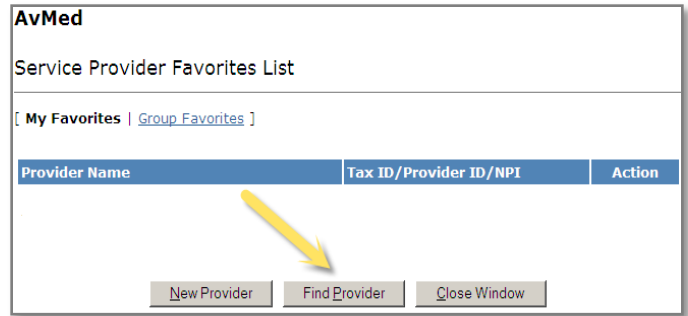 AvMed
Service Provider Favorites List
[ My Favorites | Group Favorites ]
Provider Name Tax ID/Provider ID/NPI Action
New Provider Find Provider Close Window